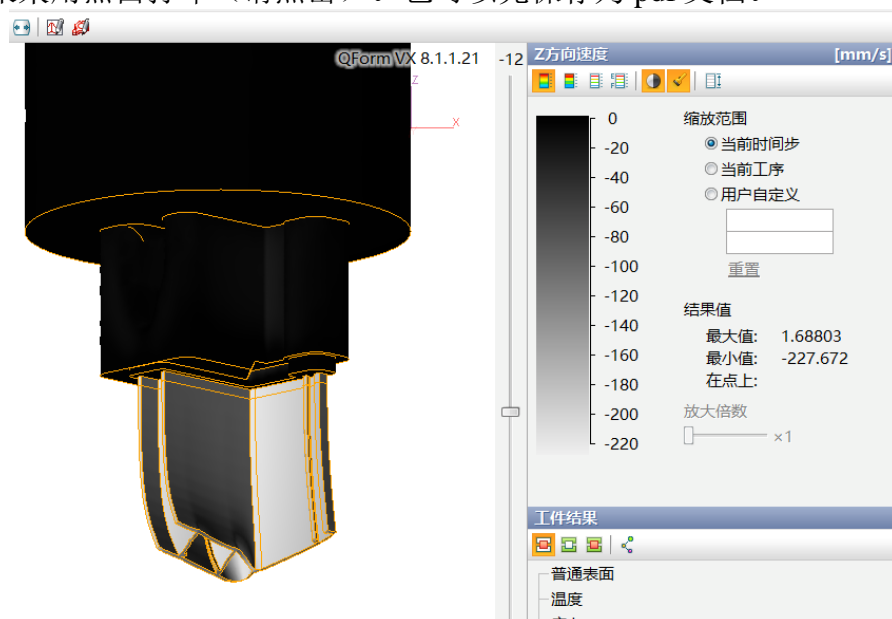 QForm VX 8.1.1.21
-12
Z方向速度 [mm/s]
Z
X
0
-20
-40
-60
-80
-100
-120
-140
-160
-180
-200
-220
缩放范围
当前时间步
当前工序
用户自定义
重置
结果值
最大值: 1.68803
最小值: -227.672
在点上:
放大倍数
×1
工件结果
普通表面
温度